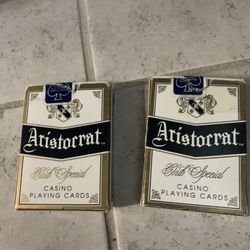 Aristocrat
Club Special
CASINO
PLAYING CARDS
Aristocrat
Club Special
CASINO
PLAYING CARDS